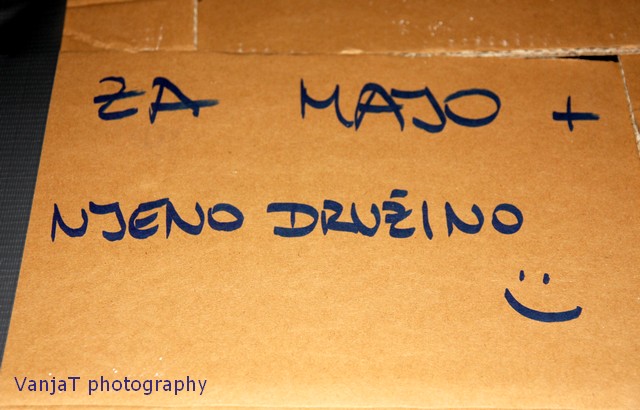 ZA MAJO +
NJENO DRUŽINO
VanjaT photography